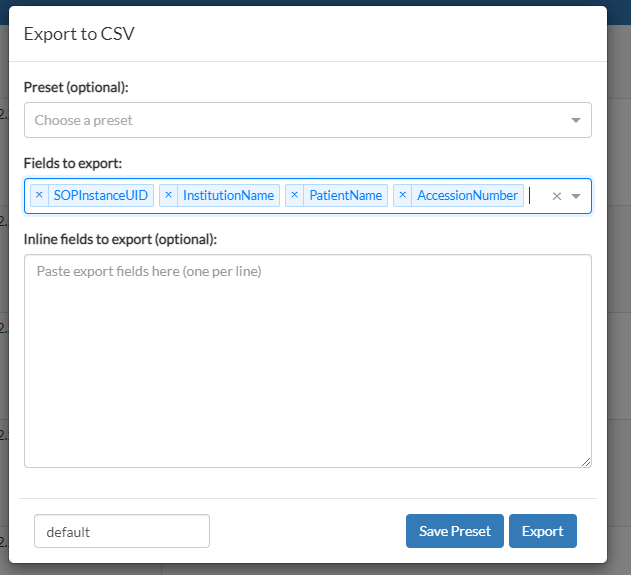 Export to CSV
Preset (optional):
Choose a preset
Fields to export:
× SOPInstanceUID × InstitutionName × PatientName × AccessionNumber ×
Inline fields to export (optional):
Paste export fields here (one per line)
default Save Preset Export